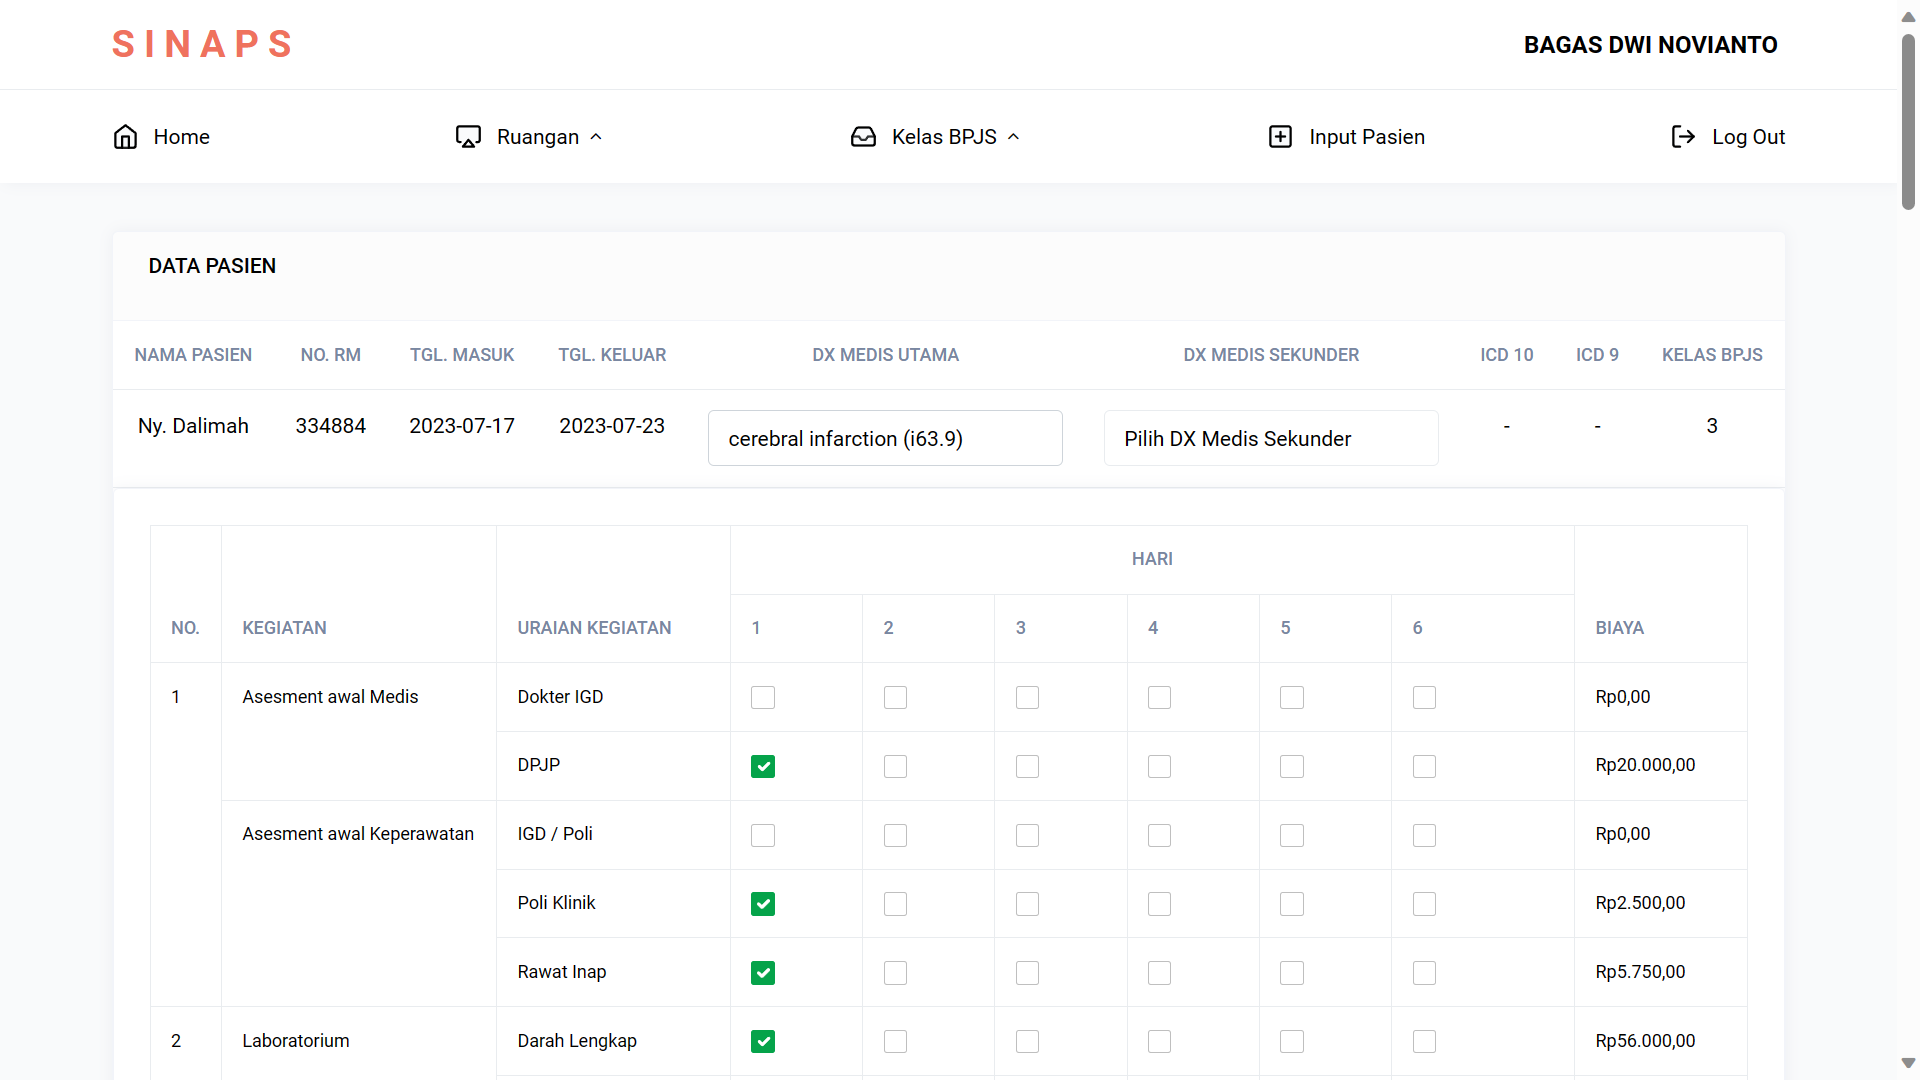 SINAPS
BAGAS DWI NOVIANTO
Home
Ruangan
Kelas BPJS
Input Pasien
Log Out
DATA PASIEN
NAMA PASIEN NO. RM TGL. MASUK TGL. KELUAR DX MEDIS UTAMA DX MEDIS SEKUNDER ICD 10 ICD 9 KELAS BPJS
Ny. Dalimah 334884 2023-07-17 2023-07-23 cerebral infarction (i63.9) Pilih DX Medis Sekunder - - 3
HARI
NO. KEGIATAN URAIAN KEGIATAN 1 2 3 4 5 6 BIAYA
1 Asesment awal Medis Dokter IGD Rp0,00
DPJP Rp20.000,00
Asesment awal Keperawatan IGD / Poli Rp0,00
Poli Klinik Rp2.500,00
Rawat Inap Rp5.750,00
2 Laboratorium Darah Lengkap Rp56.000,00